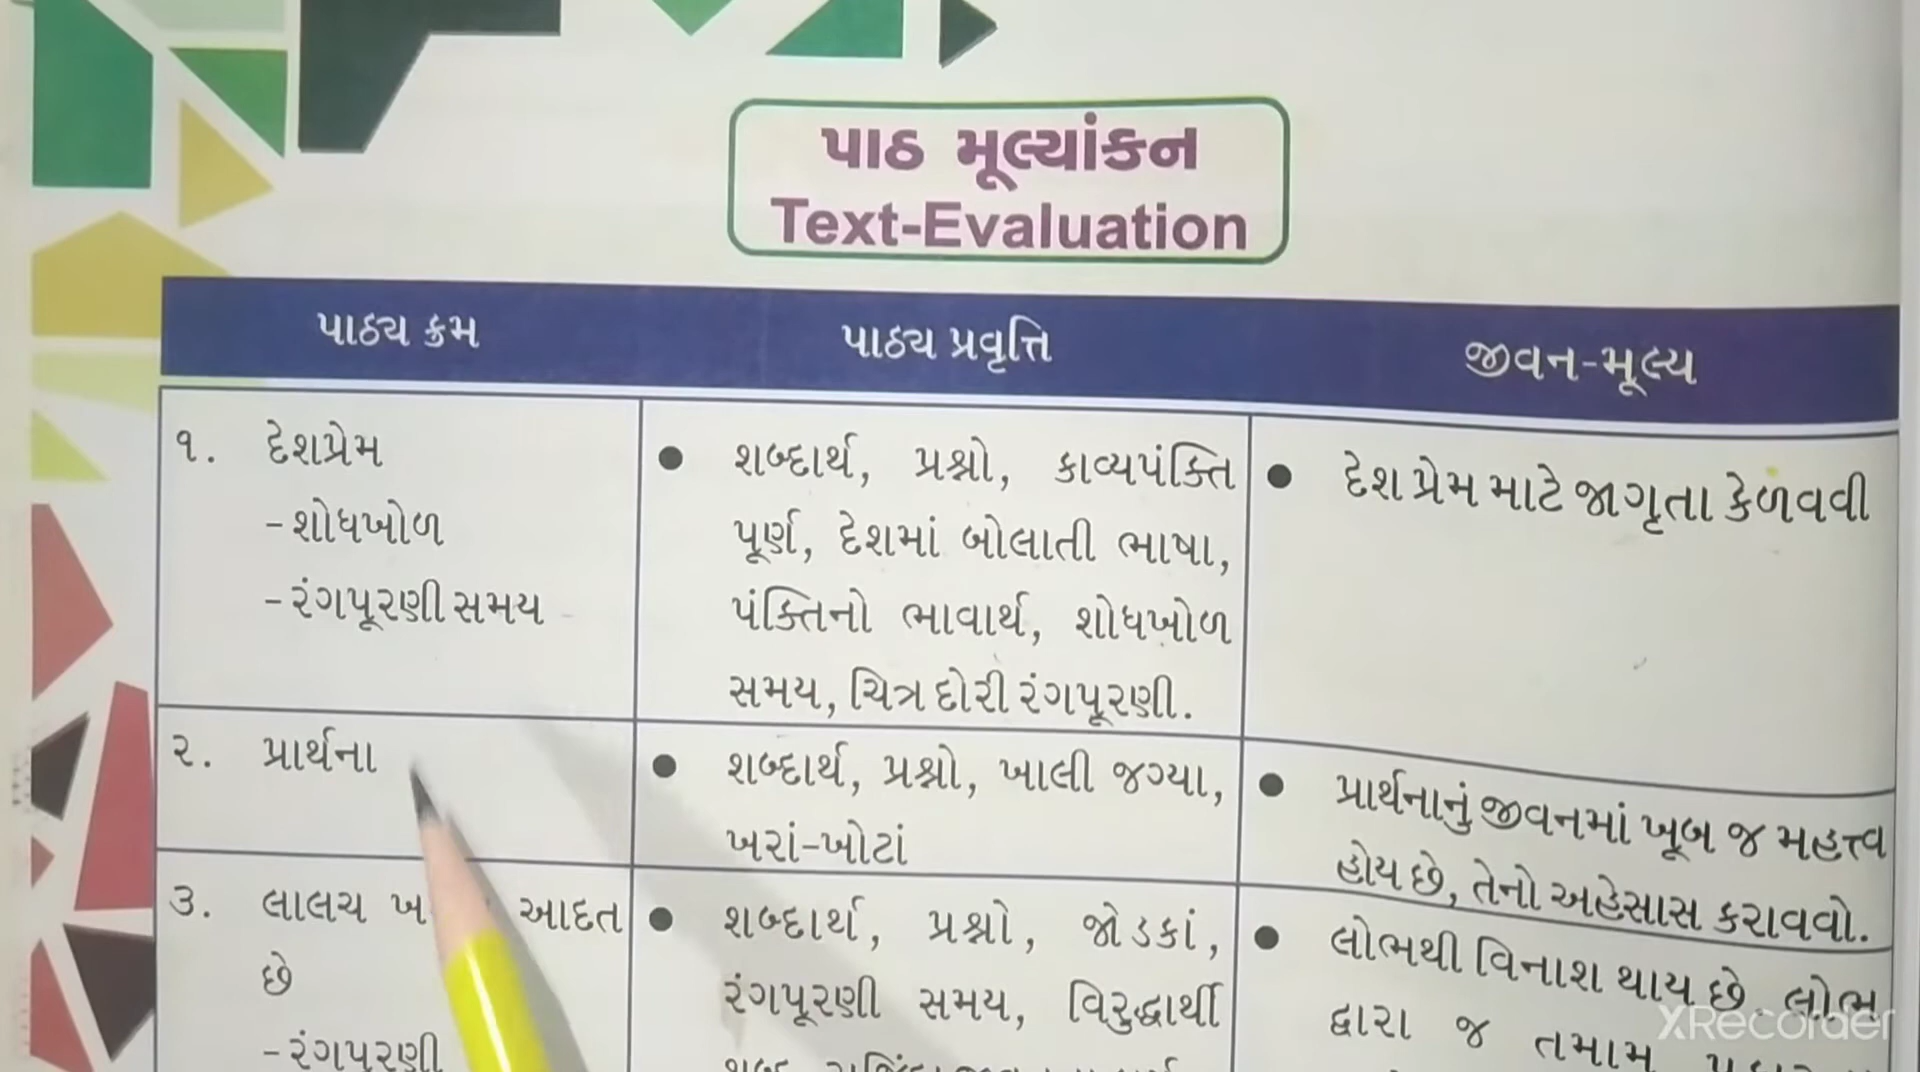 પાઠ મૂલ્યાંકન
Text-Evaluation
પાઠ્ય ક્રમ
પાઠ્ય પ્રવૃત્તિ
જીવન-મૂલ્ય
૧. દેશપ્રેમ
-શોધખોળ
-રંગપૂરણી સમય
● શબ્દાર્થ, પ્રશ્નો, કાવ્યપંક્તિ
પૂર્ણ, દેશમાં બોલાતી ભાષા,
પંક્તિનો ભાવાર્થ, શોધખોળ
સમય, ચિત્ર દોરી રંગપૂરણી.
● દેશ પ્રેમ માટે જાગૃતા કેળવવી
૨. પ્રાર્થના
● શબ્દાર્થ, પ્રશ્નો, ખાલી જગ્યા,
ખરાં-ખોટાં
● પ્રાર્થનાનું જીવનમાં ખૂબ જ મહત્ત્વ
હોય છે, તેનો અહેસાસ કરાવવો.
૩. લાલચ આદત
છે
-રંગપૂરણી
● શબ્દાર્થ, પ્રશ્નો, જોડકાં,
રંગપૂરણી સમય, વિરુદ્ધાર્થી
● લોભથી વિનાશ થાય છે. લોભ
દ્વારા જ તમામ
XRecorder